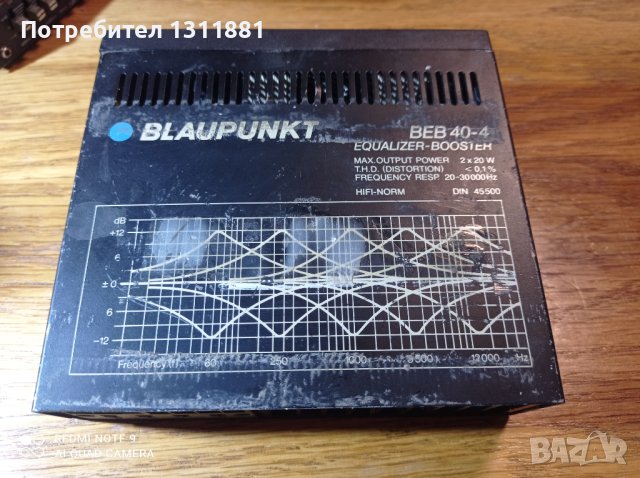 Потребител 1311881
BLAUPUNKT
BEB 40-4
EQUALIZER-BOOSTER
MAX. OUTPUT POWER 2 x 20 W
T.H.D. (DISTORTION) < 0,1%
FREQUENCY RESP. 20-30000Hz
HIFI-NORM DIN 45500
dB
+12
6
±0
6
-12
Frequency(f) 60 250 1000 3500 12000 Hz
REDMI NOTE 9
AI QUAD CAMERA
BAZAR